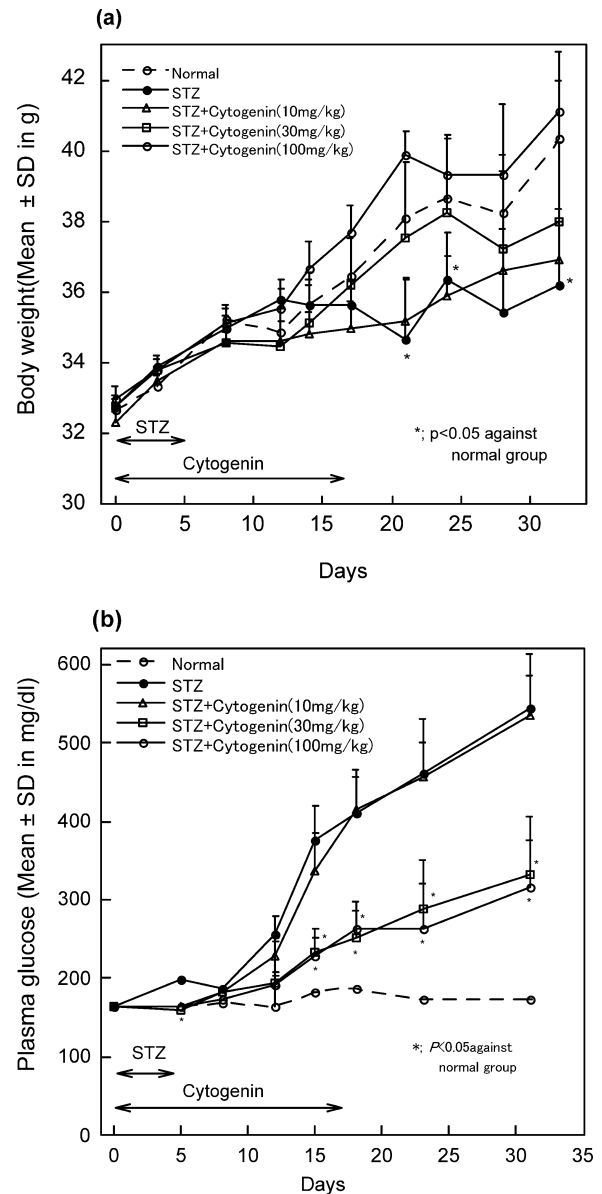 (a)
42
40
38
36
34
32
30
Body weight(Mean ± SD in g)
Normal
STZ
STZ+Cytogenin(10mg/kg)
STZ+Cytogenin(30mg/kg)
STZ+Cytogenin(100mg/kg)
*
*
*
STZ
Cytogenin
*; p<0.05 against
normal group
0 5 10 15 20 25 30
Days
(b)
600
500
400
300
200
100
0
Plasma glucose (Mean ± SD in mg/dl)
Normal
STZ
STZ+Cytogenin(10mg/kg)
STZ+Cytogenin(30mg/kg)
STZ+Cytogenin(100mg/kg)
*
*
*
*
*
*
*
*
*
STZ
Cytogenin
*; P<0.05against
normal group
0 5 10 15 20 25 30 35
Days